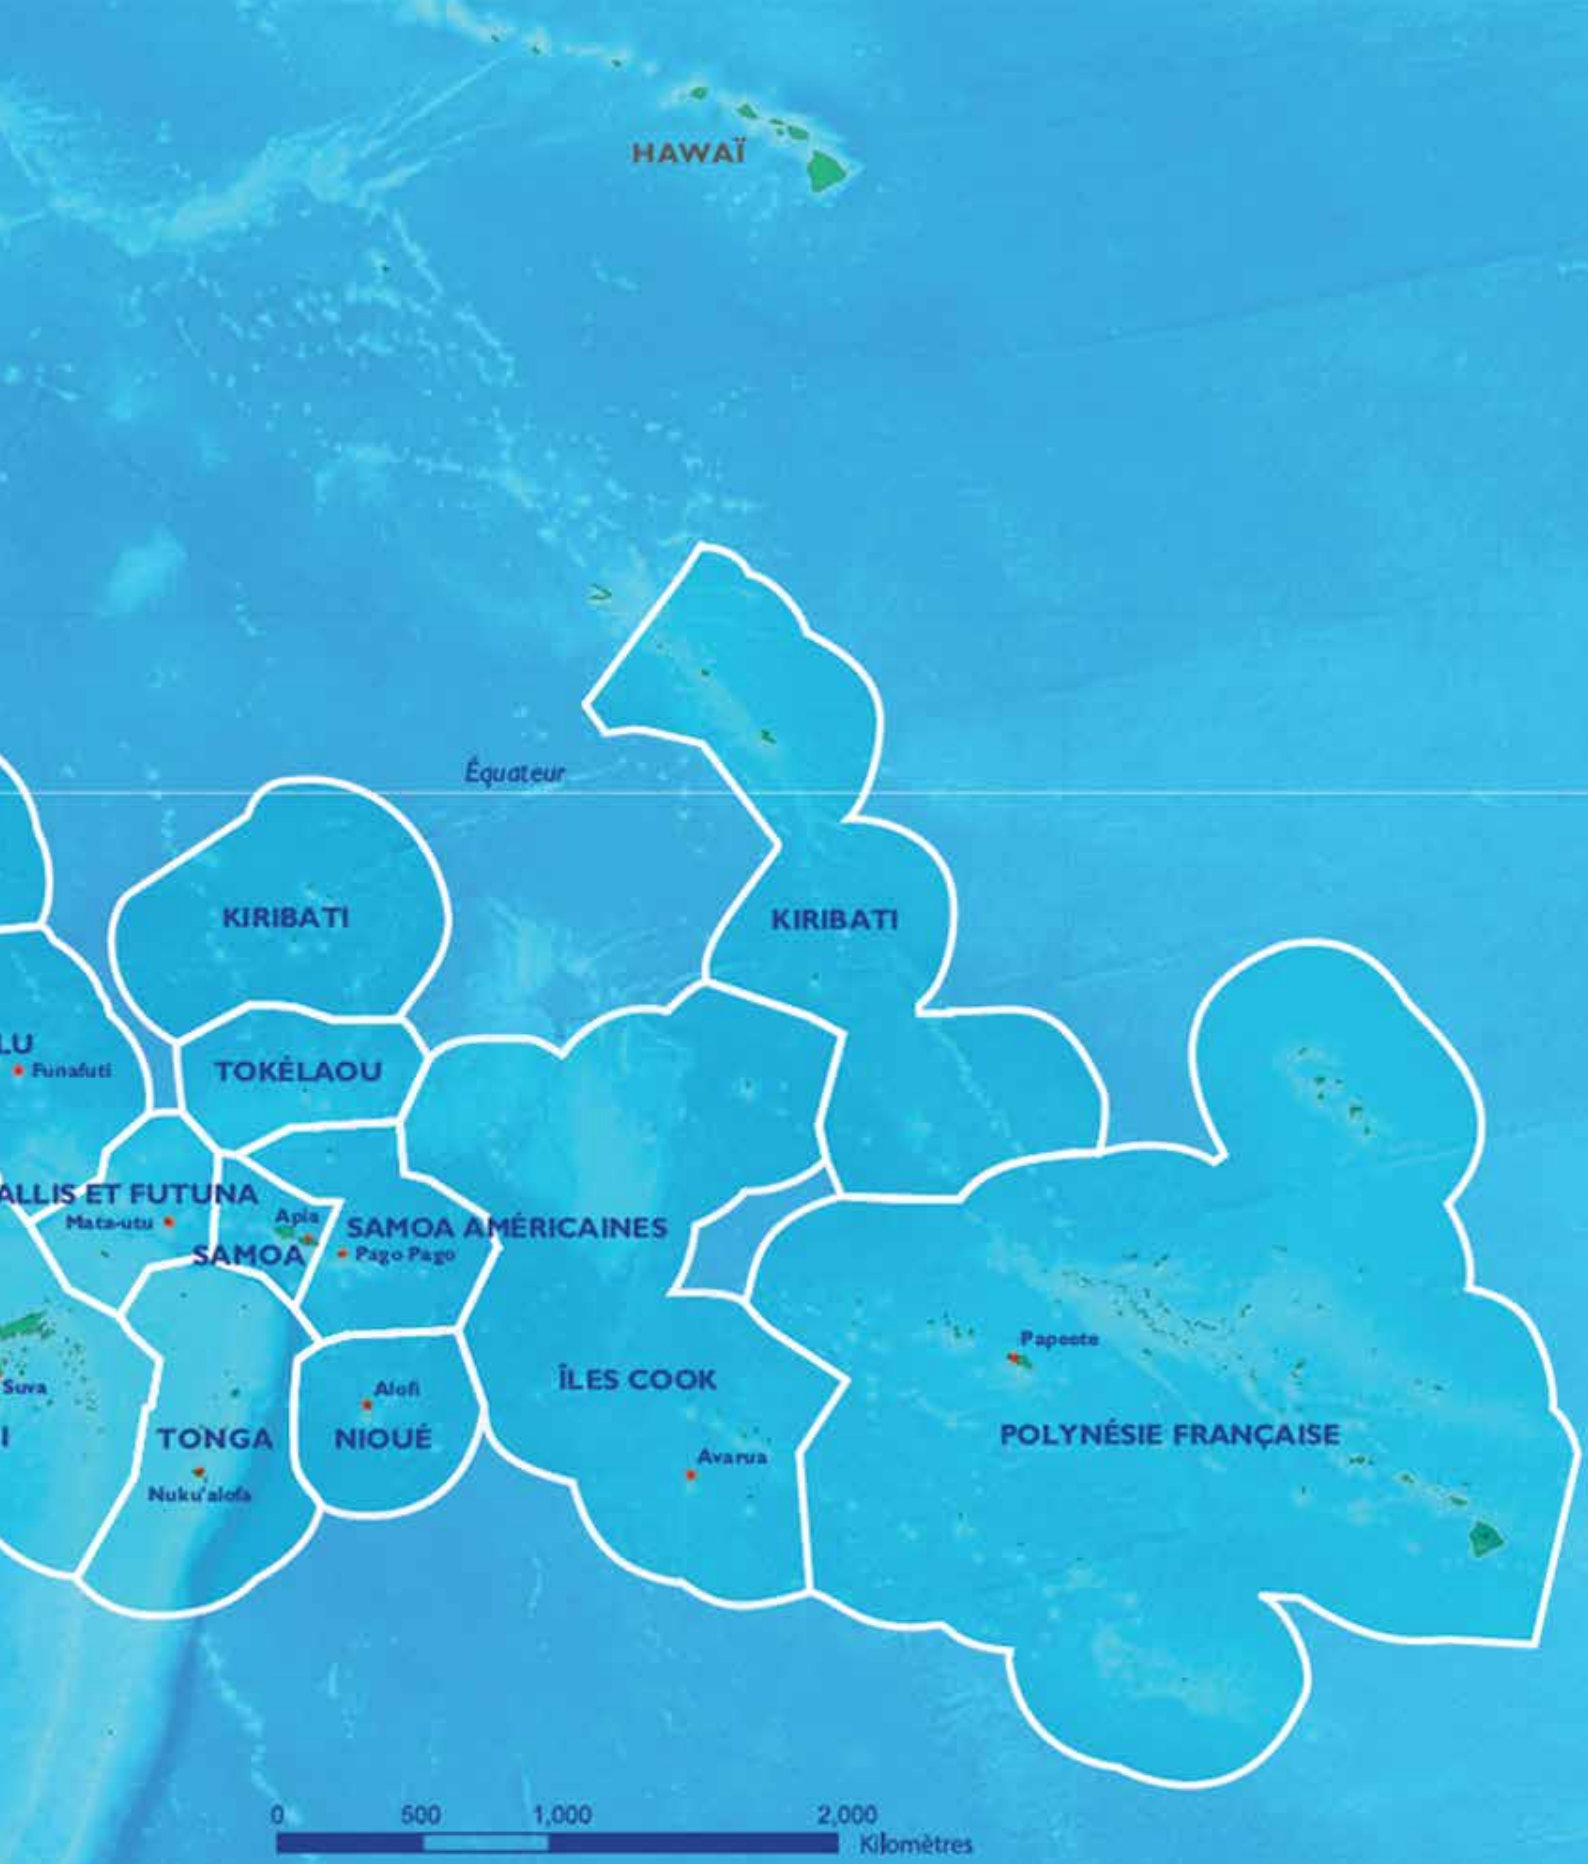 HAWAÏ
Équateur
KIRIBATI
KIRIBATI
LU
Funafuti
TOKÉLAOU
ALLIS ET FUTUNA
Mata-utu
Apia
SAMOA AMÉRICAINES
SAMOA
Pago Pago
Papeete
Suva
Alofi
ÎLES COOK
I
TONGA
NIOUÉ
POLYNÉSIE FRANÇAISE
Avarua
Nuku'alofa
0 500 1,000 2,000
Kilomètres